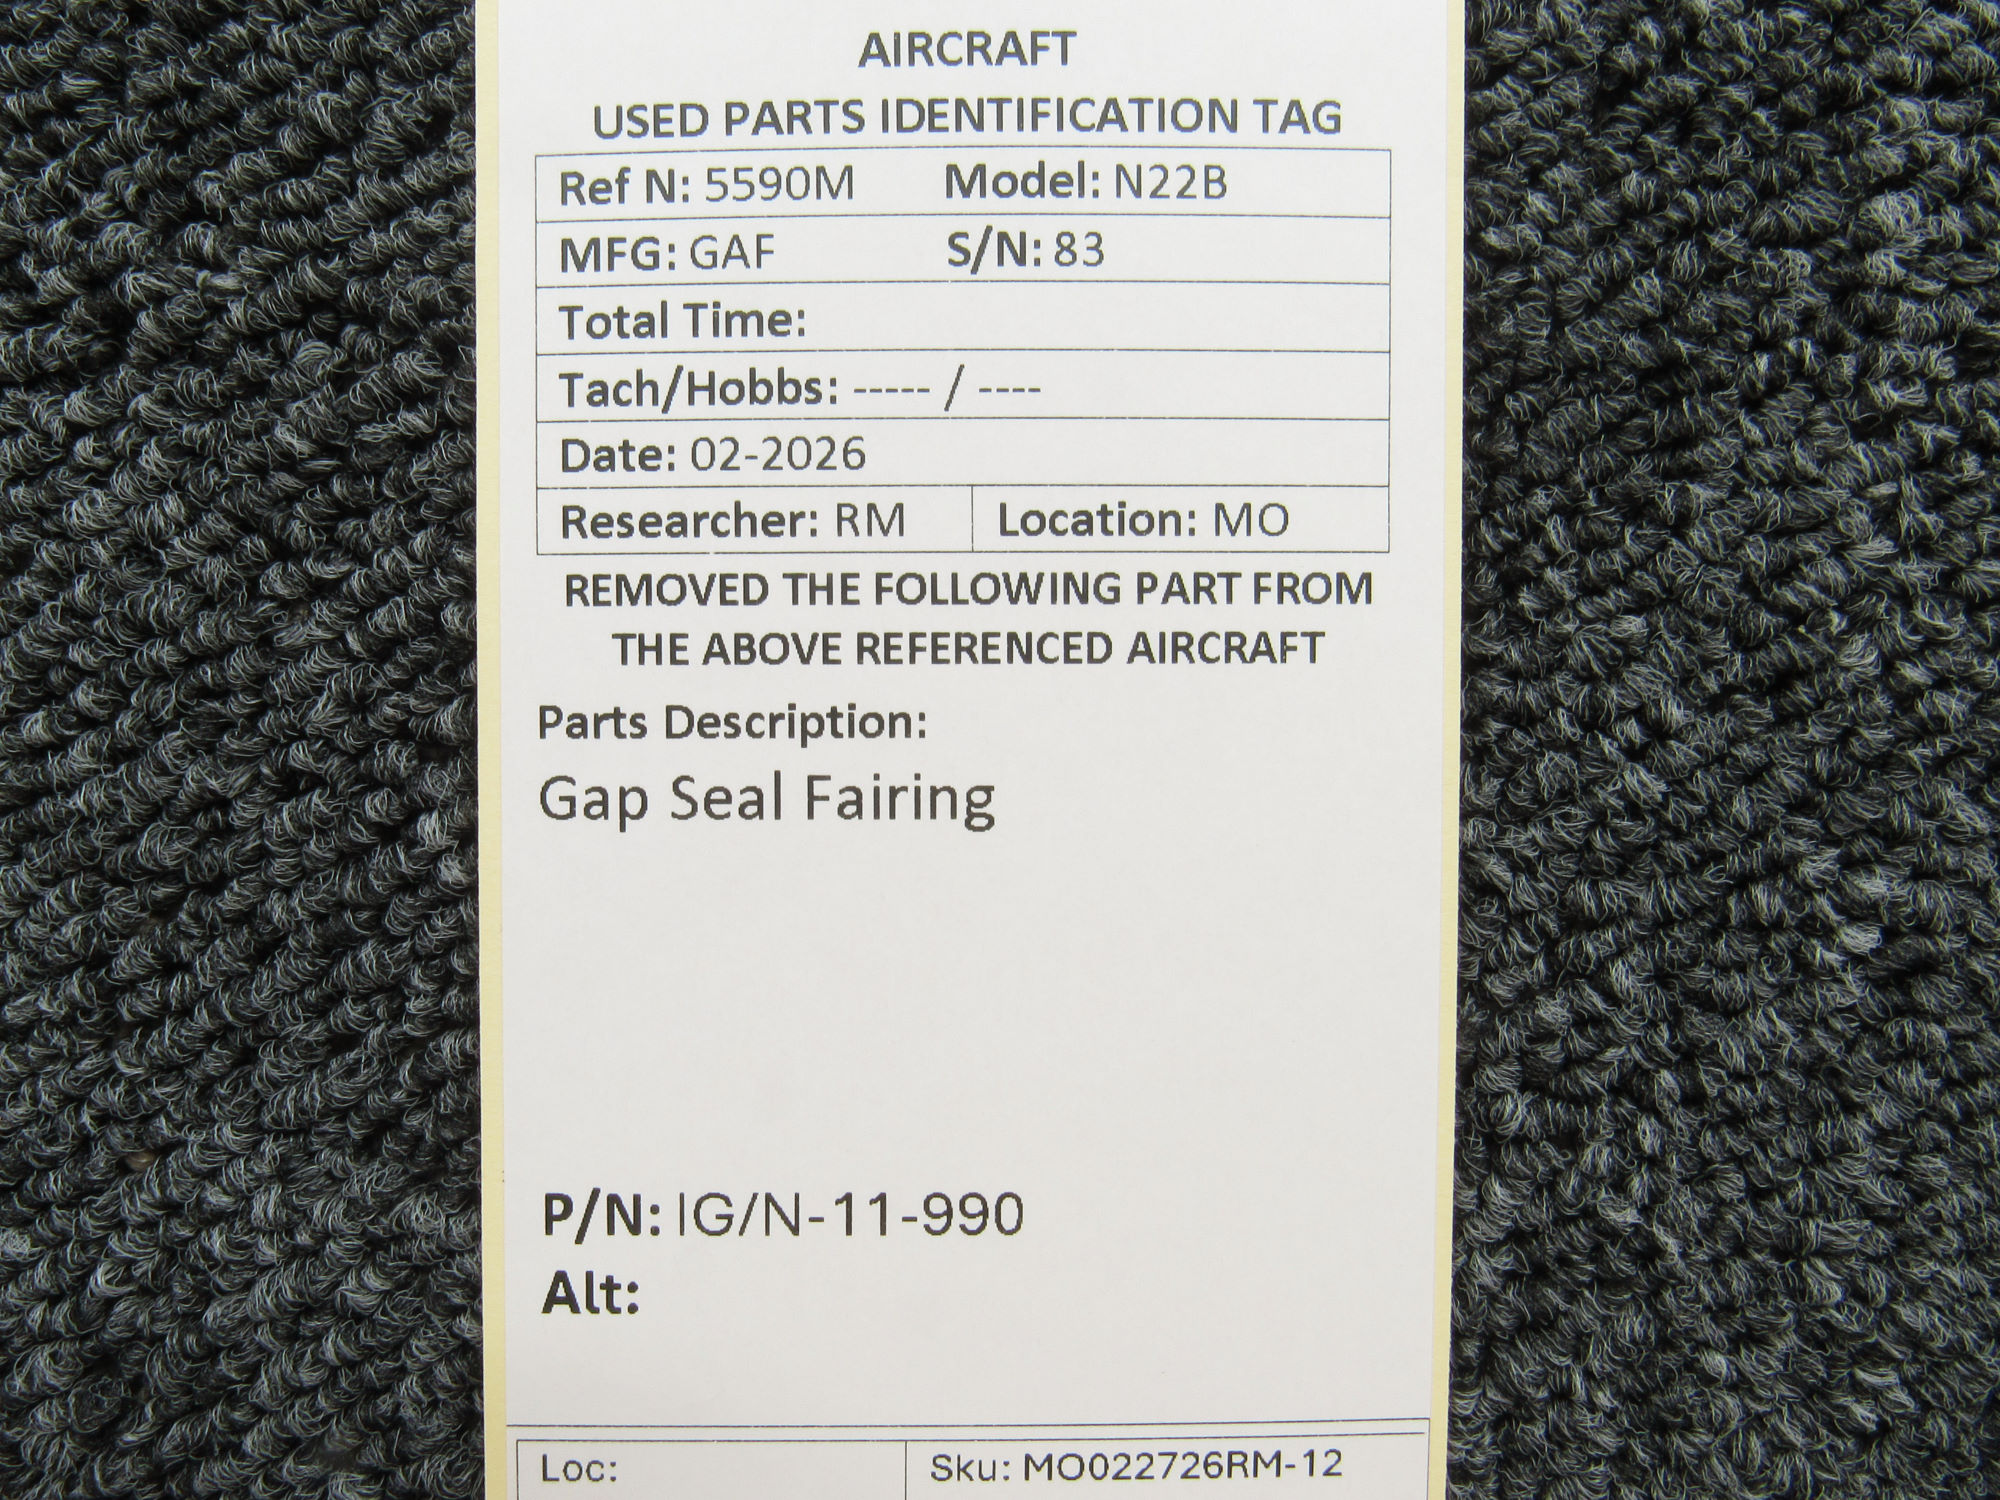 AIRCRAFT
USED PARTS IDENTIFICATION TAG
Ref N: 5590M Model: N22B
MFG: GAF S/N: 83
Total Time:
Tach/Hobbs: ----- / ----
Date: 02-2026
Researcher: RM Location: MO
REMOVED THE FOLLOWING PART FROM
THE ABOVE REFERENCED AIRCRAFT
Parts Description:
Gap Seal Fairing
P/N: IG/N-11-990
Alt:
Loc: Sku: MO022726RM-12